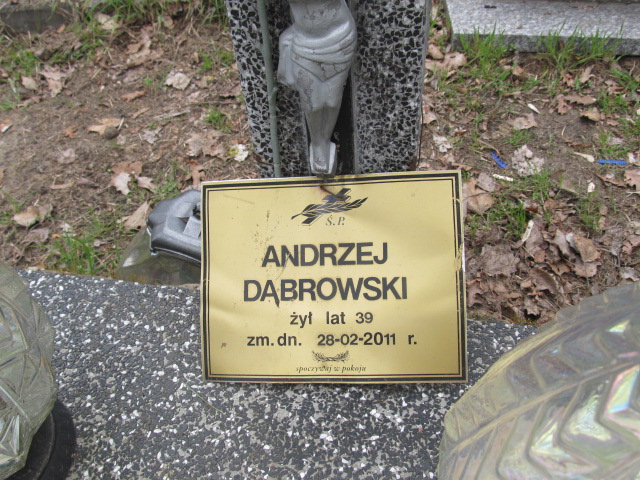 Ś.P.
ANDRZEJ
DĄBROWSKI
żył lat 39
zm. dn. 28-02-2011 r.
spoczywaj w pokoju